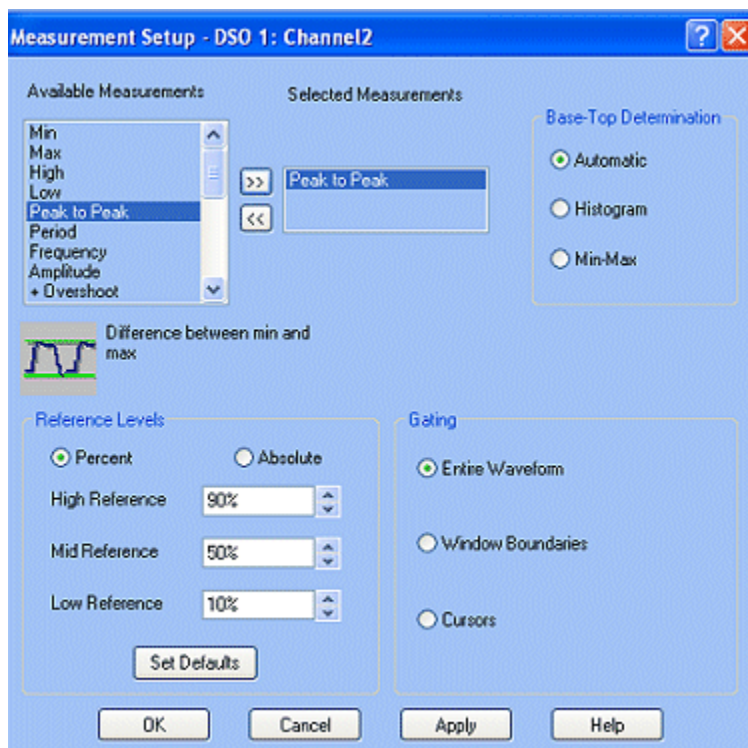 Measurement Setup - DSO 1: Channel2
Available Measurements
Selected Measurements
Min
Max
High
Low
Peak to Peak
Period
Frequency
Amplitude
+ Overshoot
>>
<<
Peak to Peak
Base-Top Determination
Automatic
Histogram
Min-Max
Difference between min and
max
Reference Levels
Percent
Absolute
High Reference
90%
Mid Reference
50%
Low Reference
10%
Set Defaults
Gating
Entire Waveform
Window Boundaries
Cursors
OK
Cancel
Apply
Help